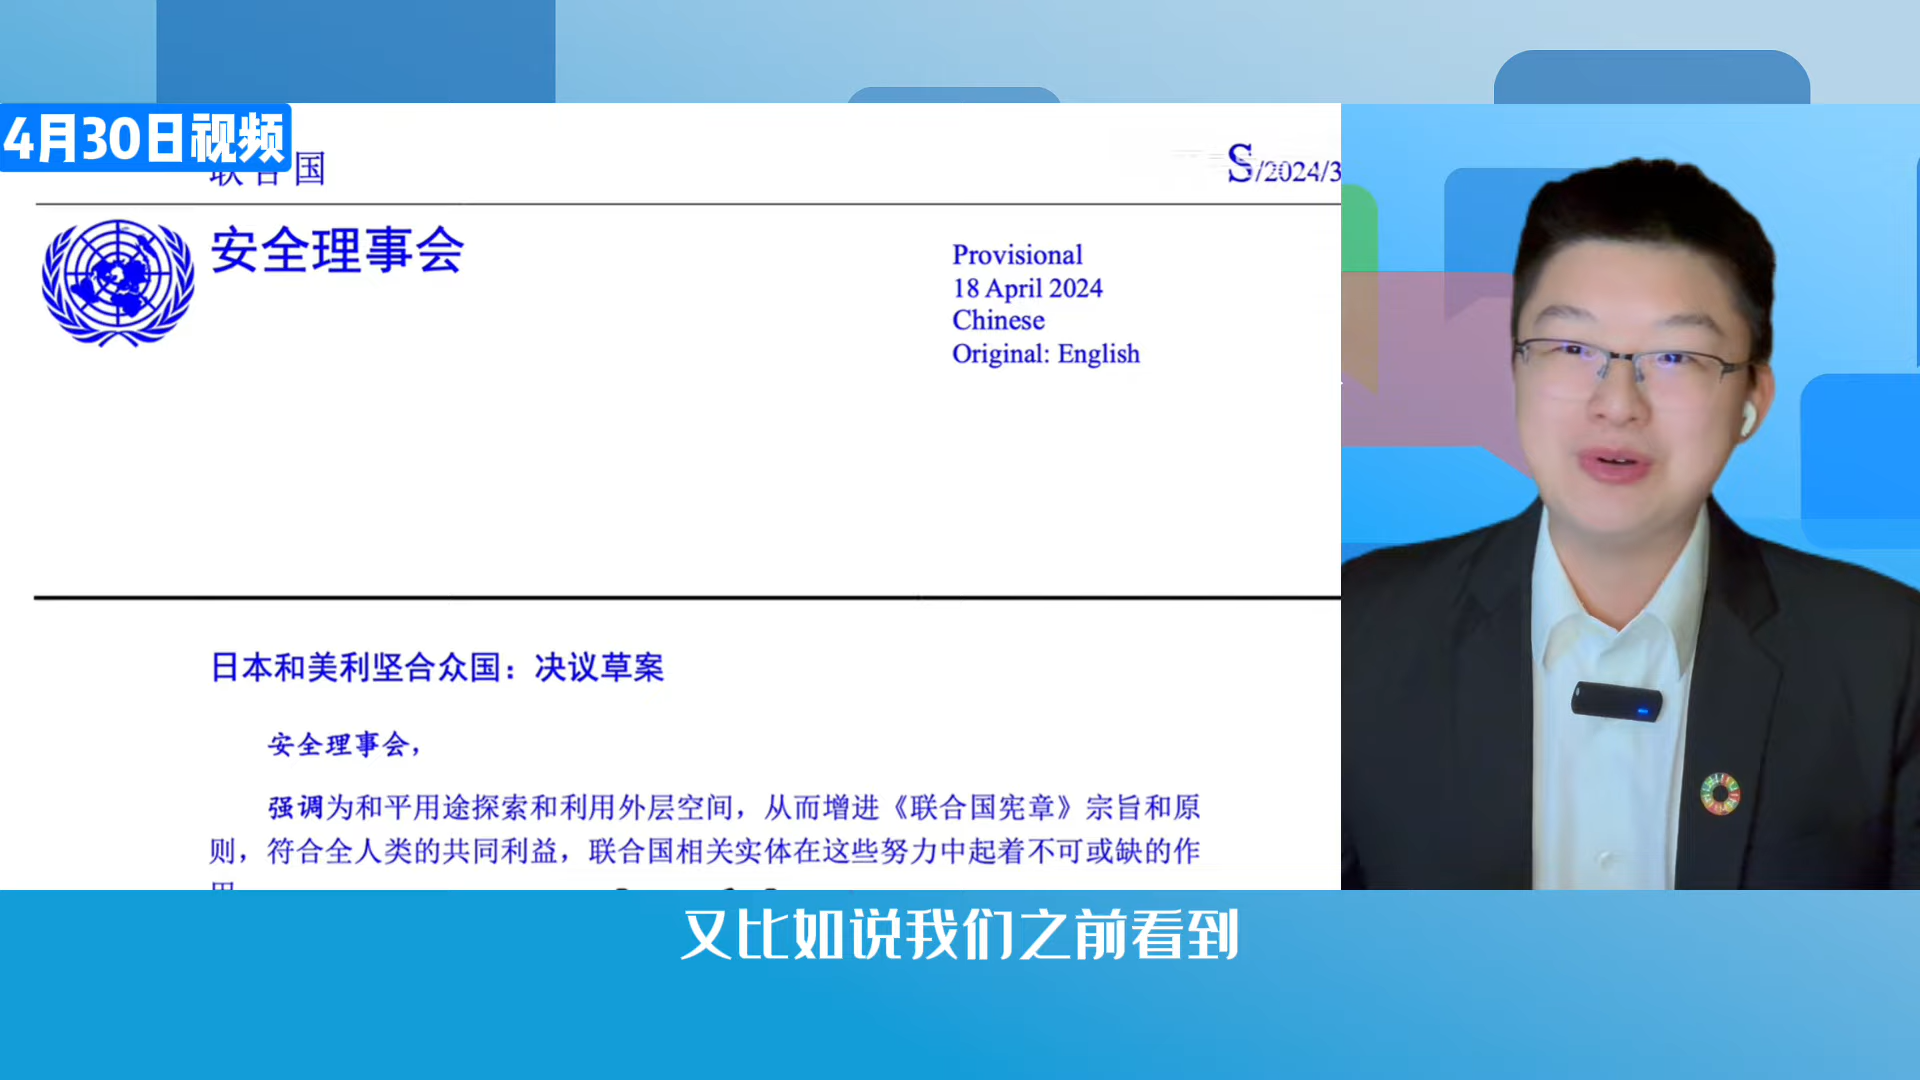 4月30日视频
联合国
S/2024/3
安全理事会
Provisional
18 April 2024
Chinese
Original: English
日本和美利坚合众国：决议草案
安全理事会，
强调为和平用途探索和利用外层空间，从而增进《联合国宪章》宗旨和原
则，符合全人类的共同利益，联合国相关实体在这些努力中起着不可或缺的作
又比如说我们之前看到